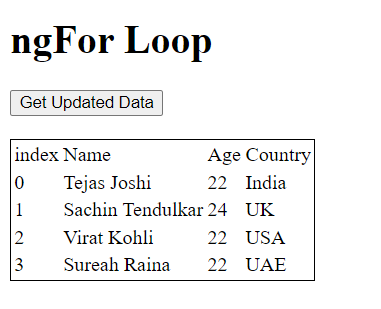 ngFor Loop
Get Updated Data
index Name Age Country
0 Tejas Joshi 22 India
1 Sachin Tendulkar 24 UK
2 Virat Kohli 22 USA
3 Sureah Raina 22 UAE